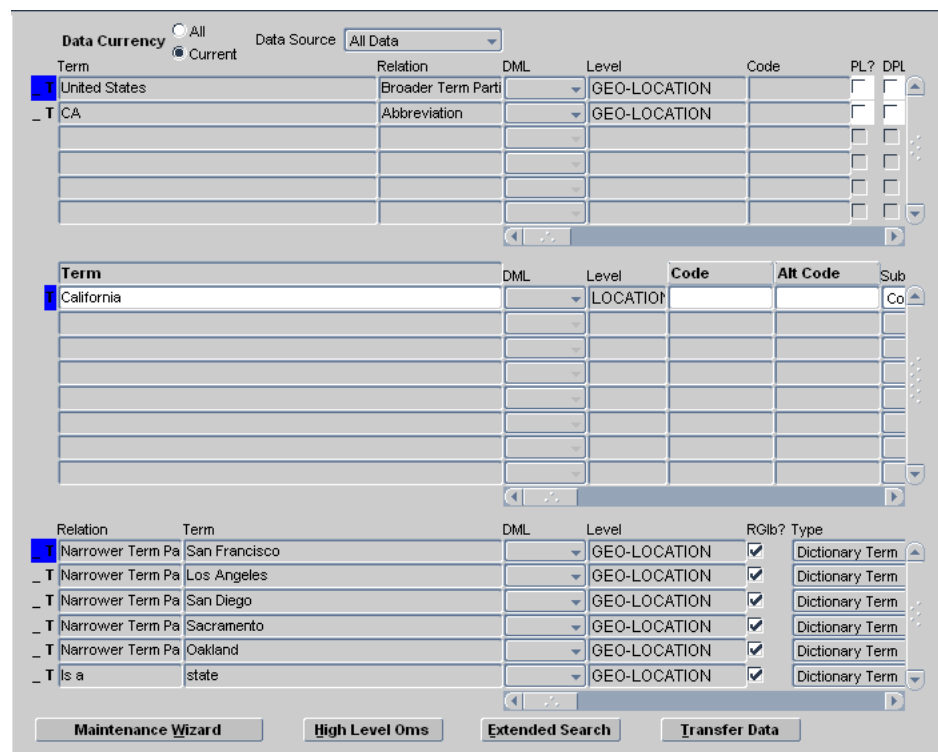 Data Currency All Current Data Source All Data
Term Relation DML Level Code PL? DPL
_ T United States Broader Term Parti GEO-LOCATION
_ T CA Abbreviation GEO-LOCATION
Term DML Level Code Alt Code Sub
T California LOCATION Co
Relation Term DML Level RGlb? Type
_ T Narrower Term Pa San Francisco GEO-LOCATION Dictionary Term
_ T Narrower Term Pa Los Angeles GEO-LOCATION Dictionary Term
_ T Narrower Term Pa San Diego GEO-LOCATION Dictionary Term
_ T Narrower Term Pa Sacramento GEO-LOCATION Dictionary Term
_ T Narrower Term Pa Oakland GEO-LOCATION Dictionary Term
_ T Is a state GEO-LOCATION Dictionary Term
Maintenance Wizard High Level Oms Extended Search Transfer Data